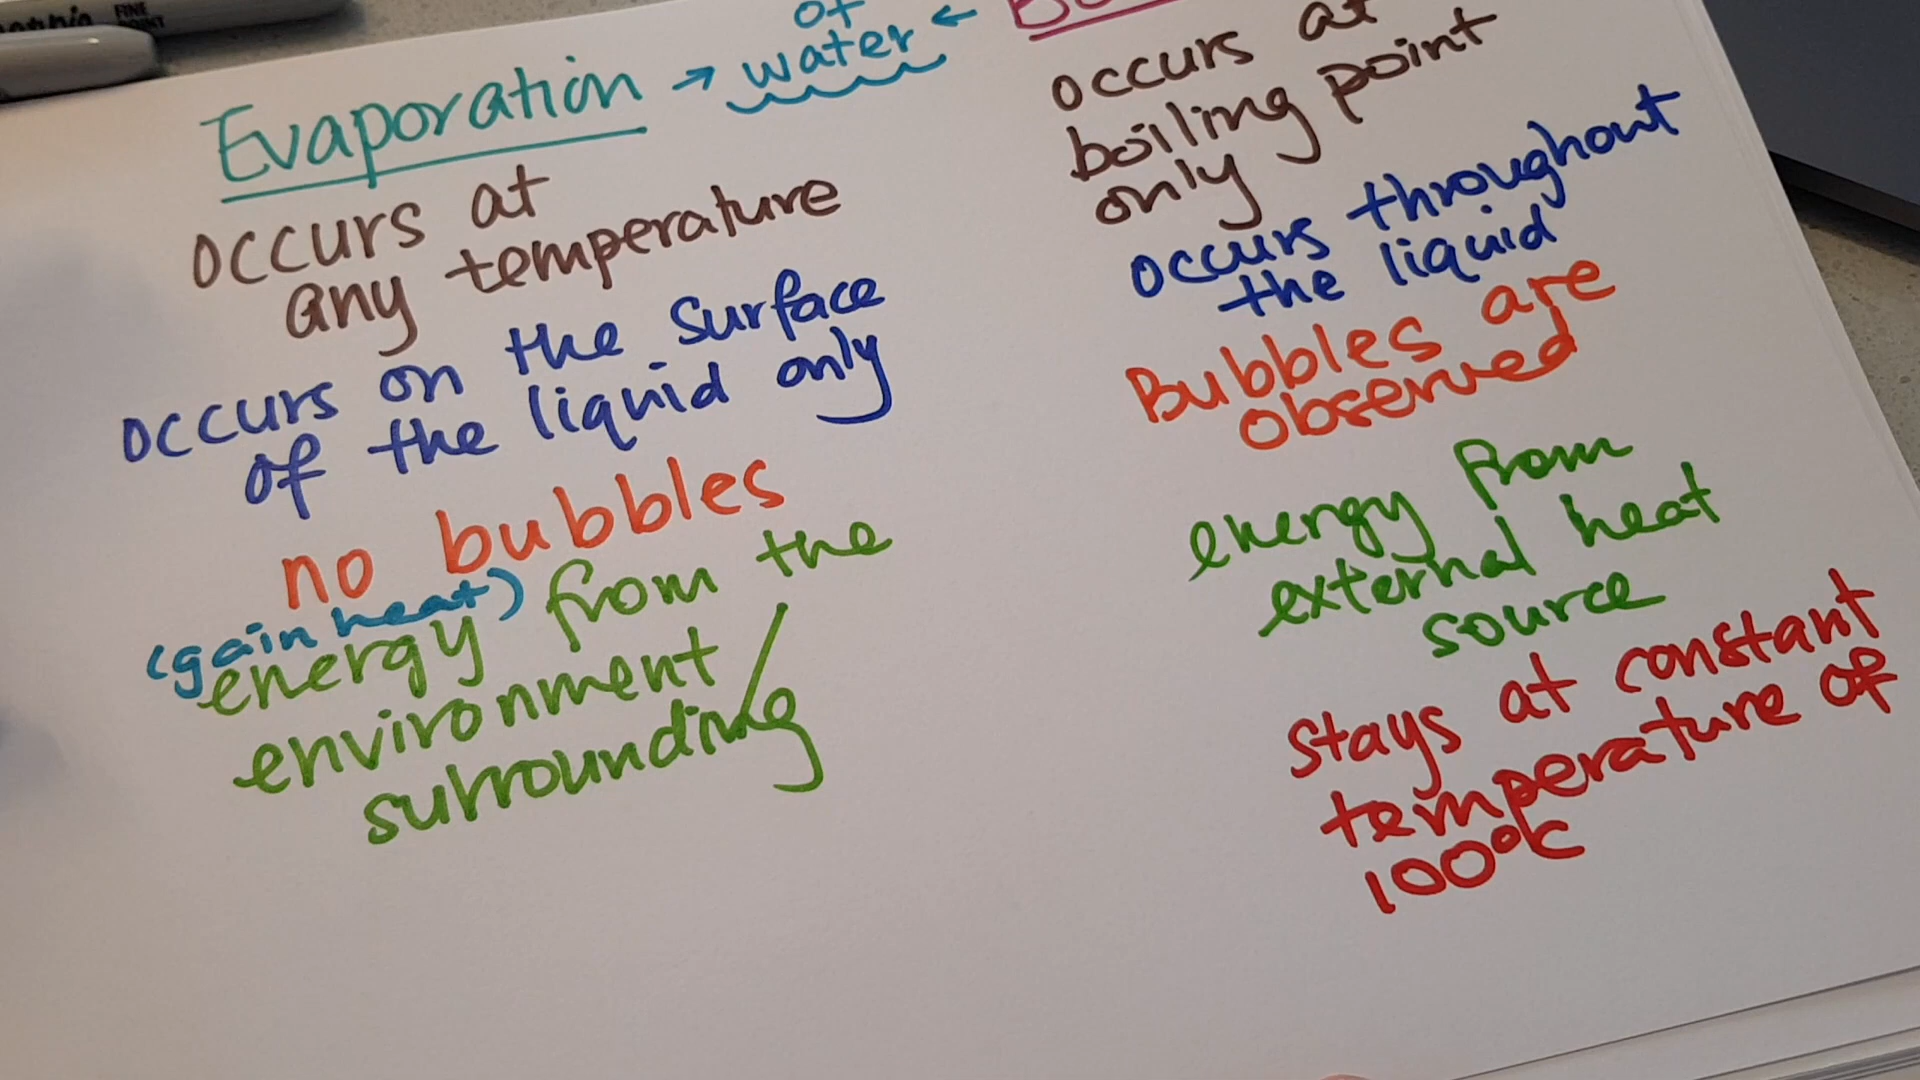 FINE
POINT
of
Evaporation → water ←
occurs at
any temperature
occurs on the surface
of the liquid only
no bubbles
(gain heat)
energy from the
environment/
surrounding
occurs at
boiling point
only
occurs throughout
the liquid
Bubbles are
observed
energy from
external heat
source
stays at constant
temperature of
100°C